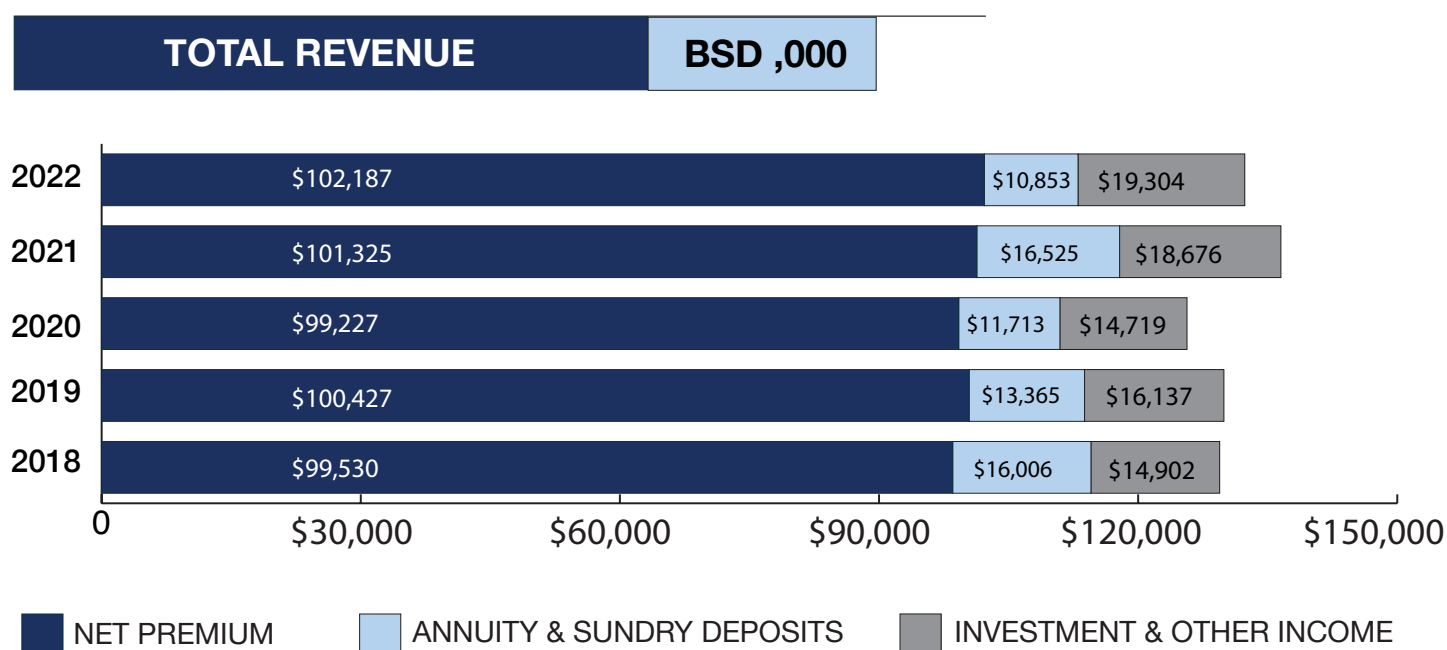 TOTAL REVENUE BSD ,000
2022 $102,187 $10,853 $19,304
2021 $101,325 $16,525 $18,676
2020 $99,227 $11,713 $14,719
2019 $100,427 $13,365 $16,137
2018 $99,530 $16,006 $14,902
0 $30,000 $60,000 $90,000 $120,000 $150,000
NET PREMIUM ANNUITY & SUNDRY DEPOSITS INVESTMENT & OTHER INCOME